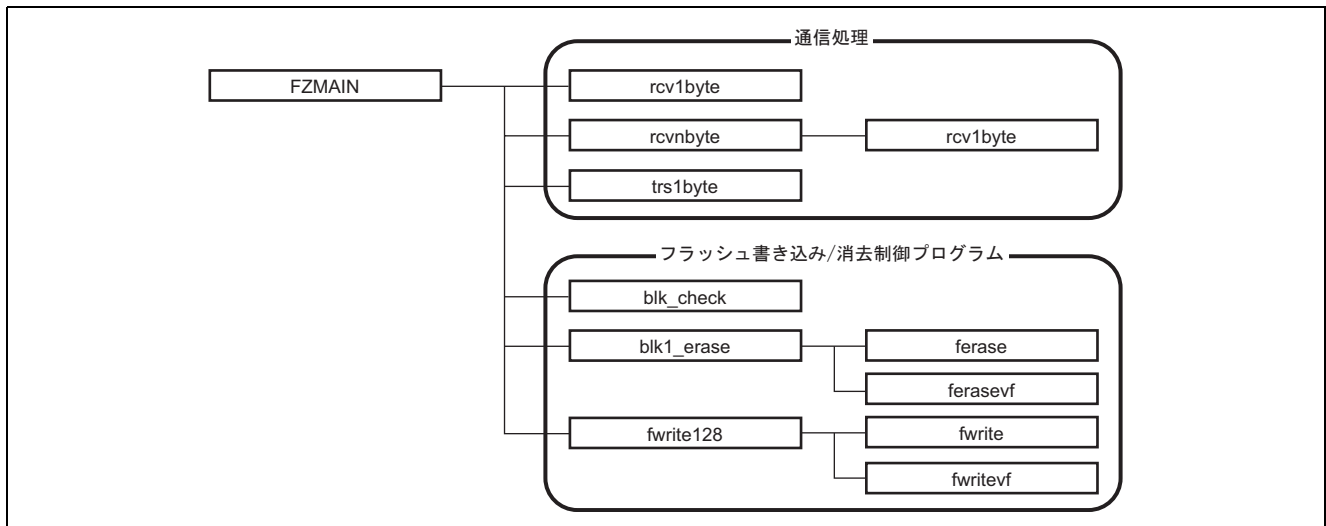 通信処理
FZMAIN
rcv1byte
rcvnbyte
rcv1byte
trs1byte
フラッシュ書き込み/消去制御プログラム
blk_check
blk1_erase
ferase
ferasevf
fwrite128
fwrite
fwritevf